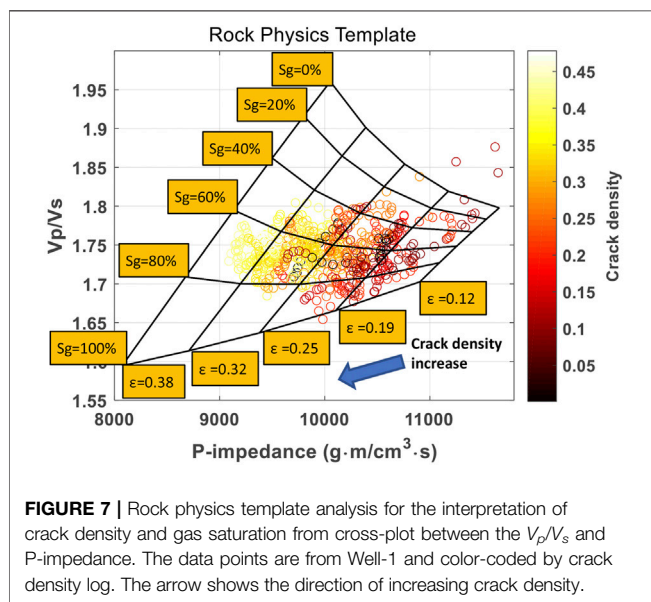 Rock Physics Template
1.95
1.9
1.85
1.8
1.75
1.7
1.65
1.55
Vp/Vs
Sg=0%
Sg=20%
Sg=40%
Sg=60%
Sg=80%
Sg=100%
ε=0.38
ε =0.32
ε =0.25
ε =0.19
ε =0.12
Crack density
increase
8000
9000
10000
11000
P-impedance (g·m/cm³·s)
0.45
0.4
0.35
0.3
0.25
0.2
0.15
0.1
0.05
Crack density
FIGURE 7 | Rock physics template analysis for the interpretation of
crack density and gas saturation from cross-plot between the Vp/Vs and
P-impedance. The data points are from Well-1 and color-coded by crack
density log. The arrow shows the direction of increasing crack density.